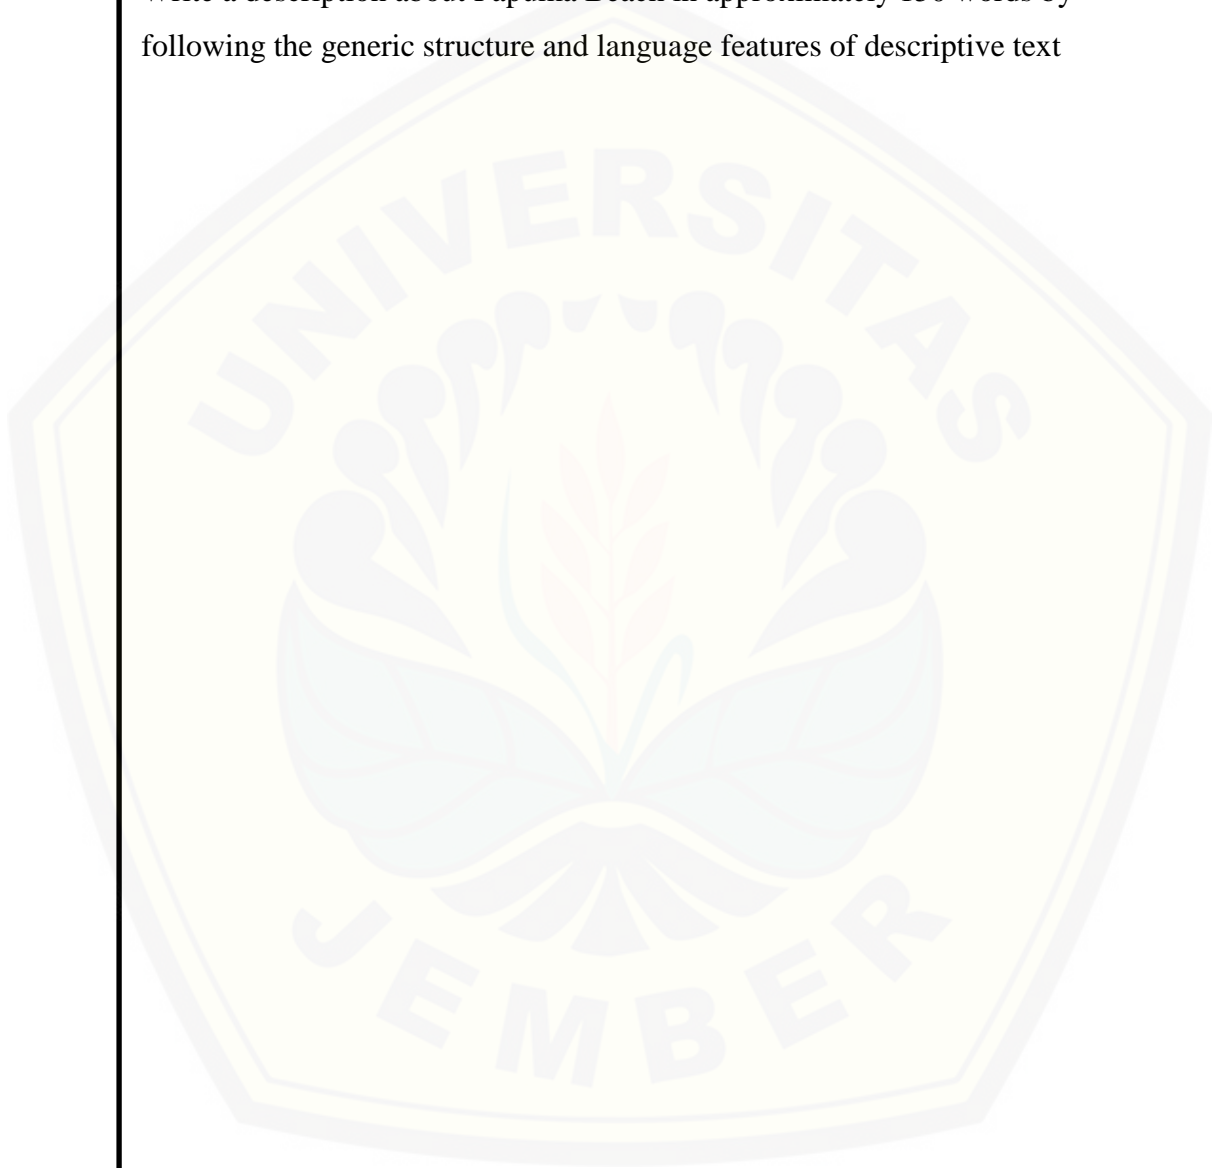 Write a description about Papuma Beach in approximately 150 words by
following the generic structure and language features of descriptive text
UNIVERSITAS
JEMBER